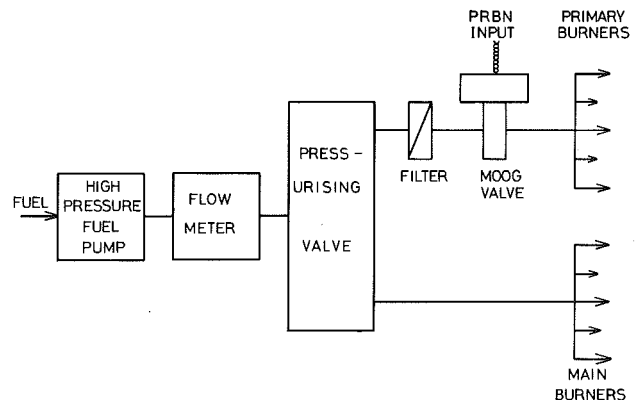 PRBN
INPUT
PRIMARY
BURNERS
FUEL
HIGH
PRESSURE
FUEL
PUMP
FLOW
METER
PRESS-
URISING
VALVE
FILTER
MOOG
VALVE
MAIN
BURNERS